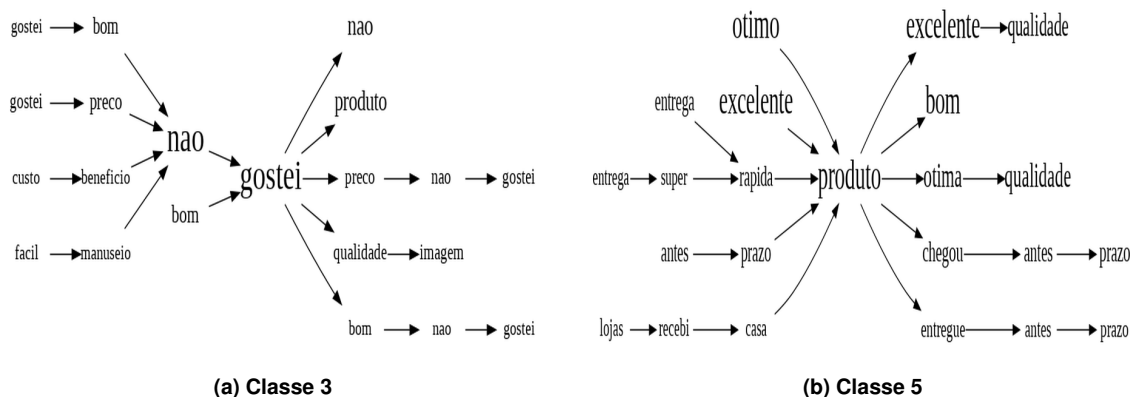 gostei bom nao
gostei preco nao produto
custo beneficio gostei preco nao gostei
bom
facil manuseio qualidade imagem
bom nao gostei
(a) Classe 3
otimo excelente qualidade
entrega excelente bom
entrega super rapida produto otima qualidade
antes prazo chegou antes prazo
lojas recebi casa entregue antes prazo
(b) Classe 5